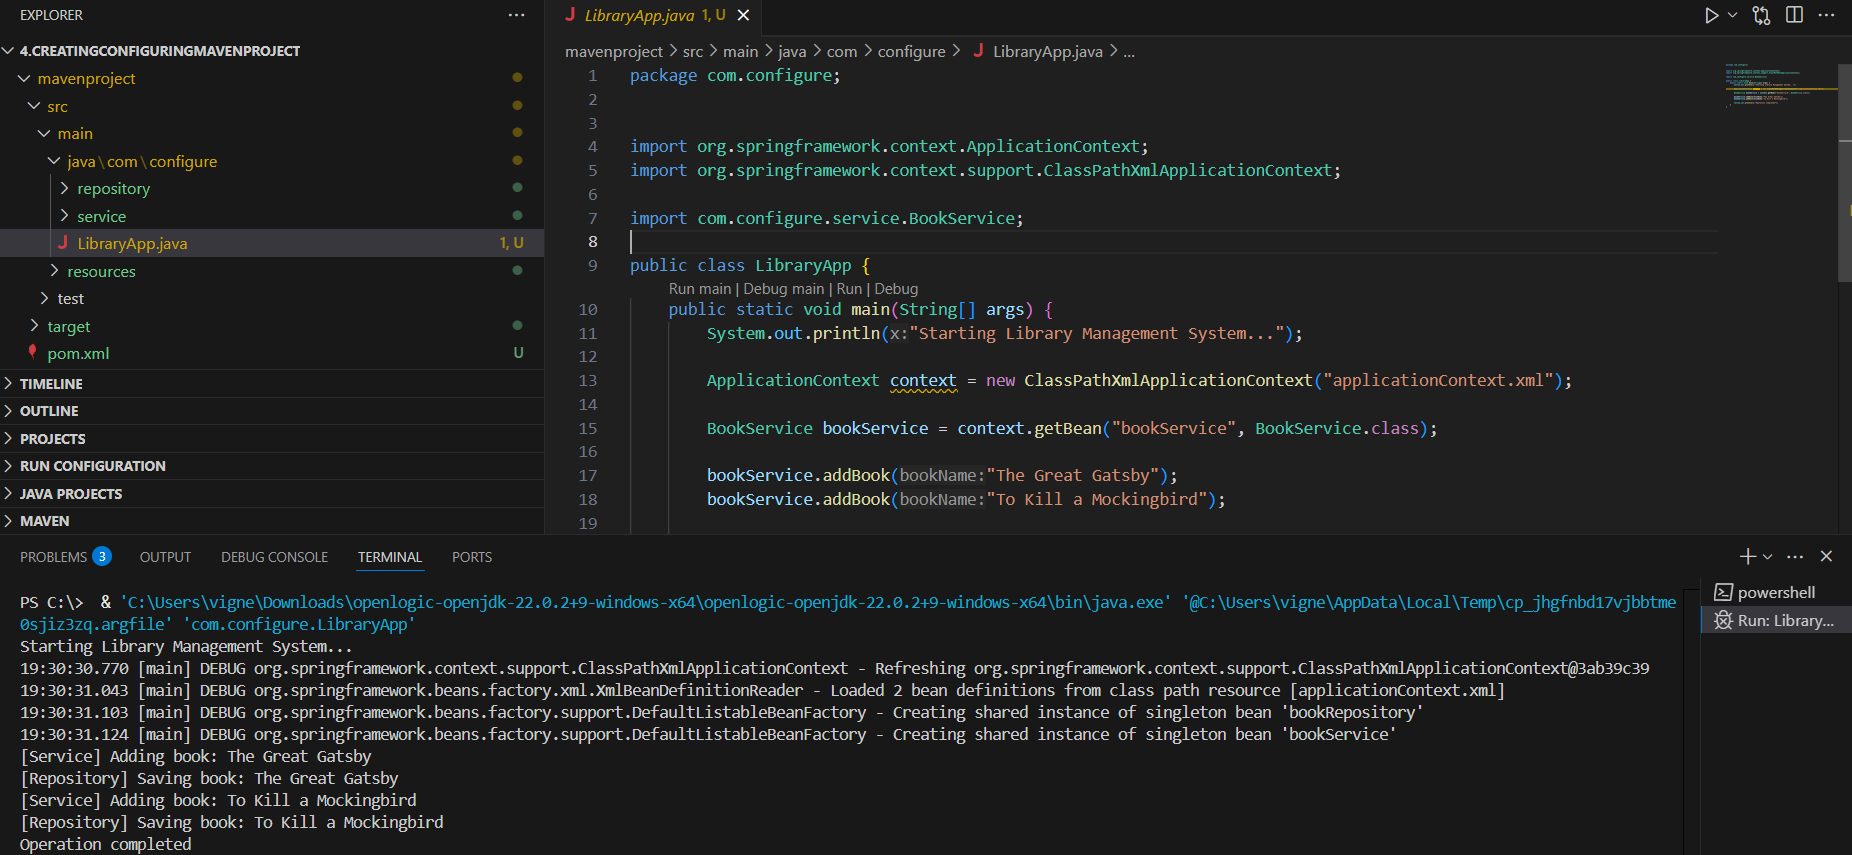 EXPLORER
4.CREATINGCONFIGURINGMAVENPROJECT
mavenproject
src
main
java\com\configure
repository
service
LibraryApp.java 1, U
resources
test
target
pom.xml U
TIMELINE
OUTLINE
PROJECTS
RUN CONFIGURATION
JAVA PROJECTS
MAVEN
LibraryApp.java 1, U
mavenproject > src > main > java > com > configure > LibraryApp.java > ...
1 package com.configure;
2
3
4 import org.springframework.context.ApplicationContext;
5 import org.springframework.context.support.ClassPathXmlApplicationContext;
6
7 import com.configure.service.BookService;
8
9 public class LibraryApp {
Run main | Debug main | Run | Debug
10 public static void main(String[] args) {
11 System.out.println(x:"Starting Library Management System...");
12
13 ApplicationContext context = new ClassPathXmlApplicationContext("applicationContext.xml");
14
15 BookService bookService = context.getBean("bookService", BookService.class);
16
17 bookService.addBook(bookName:"The Great Gatsby");
18 bookService.addBook(bookName:"To Kill a Mockingbird");
19
PROBLEMS 3 OUTPUT DEBUG CONSOLE TERMINAL PORTS
PS C:\> & 'C:\Users\vigne\Downloads\openlogic-openjdk-22.0.2+9-windows-x64\openlogic-openjdk-22.0.2+9-windows-x64\bin\java.exe' '@C:\Users\vigne\AppData\Local\Temp\cp_jhgfnbd17vjbbtme
0sjiz3zq.argfile' 'com.configure.LibraryApp'
Starting Library Management System...
19:30:30.770 [main] DEBUG org.springframework.context.support.ClassPathXmlApplicationContext - Refreshing org.springframework.context.support.ClassPathXmlApplicationContext@3ab39c39
19:30:31.043 [main] DEBUG org.springframework.beans.factory.xml.XmlBeanDefinitionReader - Loaded 2 bean definitions from class path resource [applicationContext.xml]
19:30:31.103 [main] DEBUG org.springframework.beans.factory.support.DefaultListableBeanFactory - Creating shared instance of singleton bean 'bookRepository'
19:30:31.124 [main] DEBUG org.springframework.beans.factory.support.DefaultListableBeanFactory - Creating shared instance of singleton bean 'bookService'
[Service] Adding book: The Great Gatsby
[Repository] Saving book: The Great Gatsby
[Service] Adding book: To Kill a Mockingbird
[Repository] Saving book: To Kill a Mockingbird
Operation completed
powershell
Run: Library...